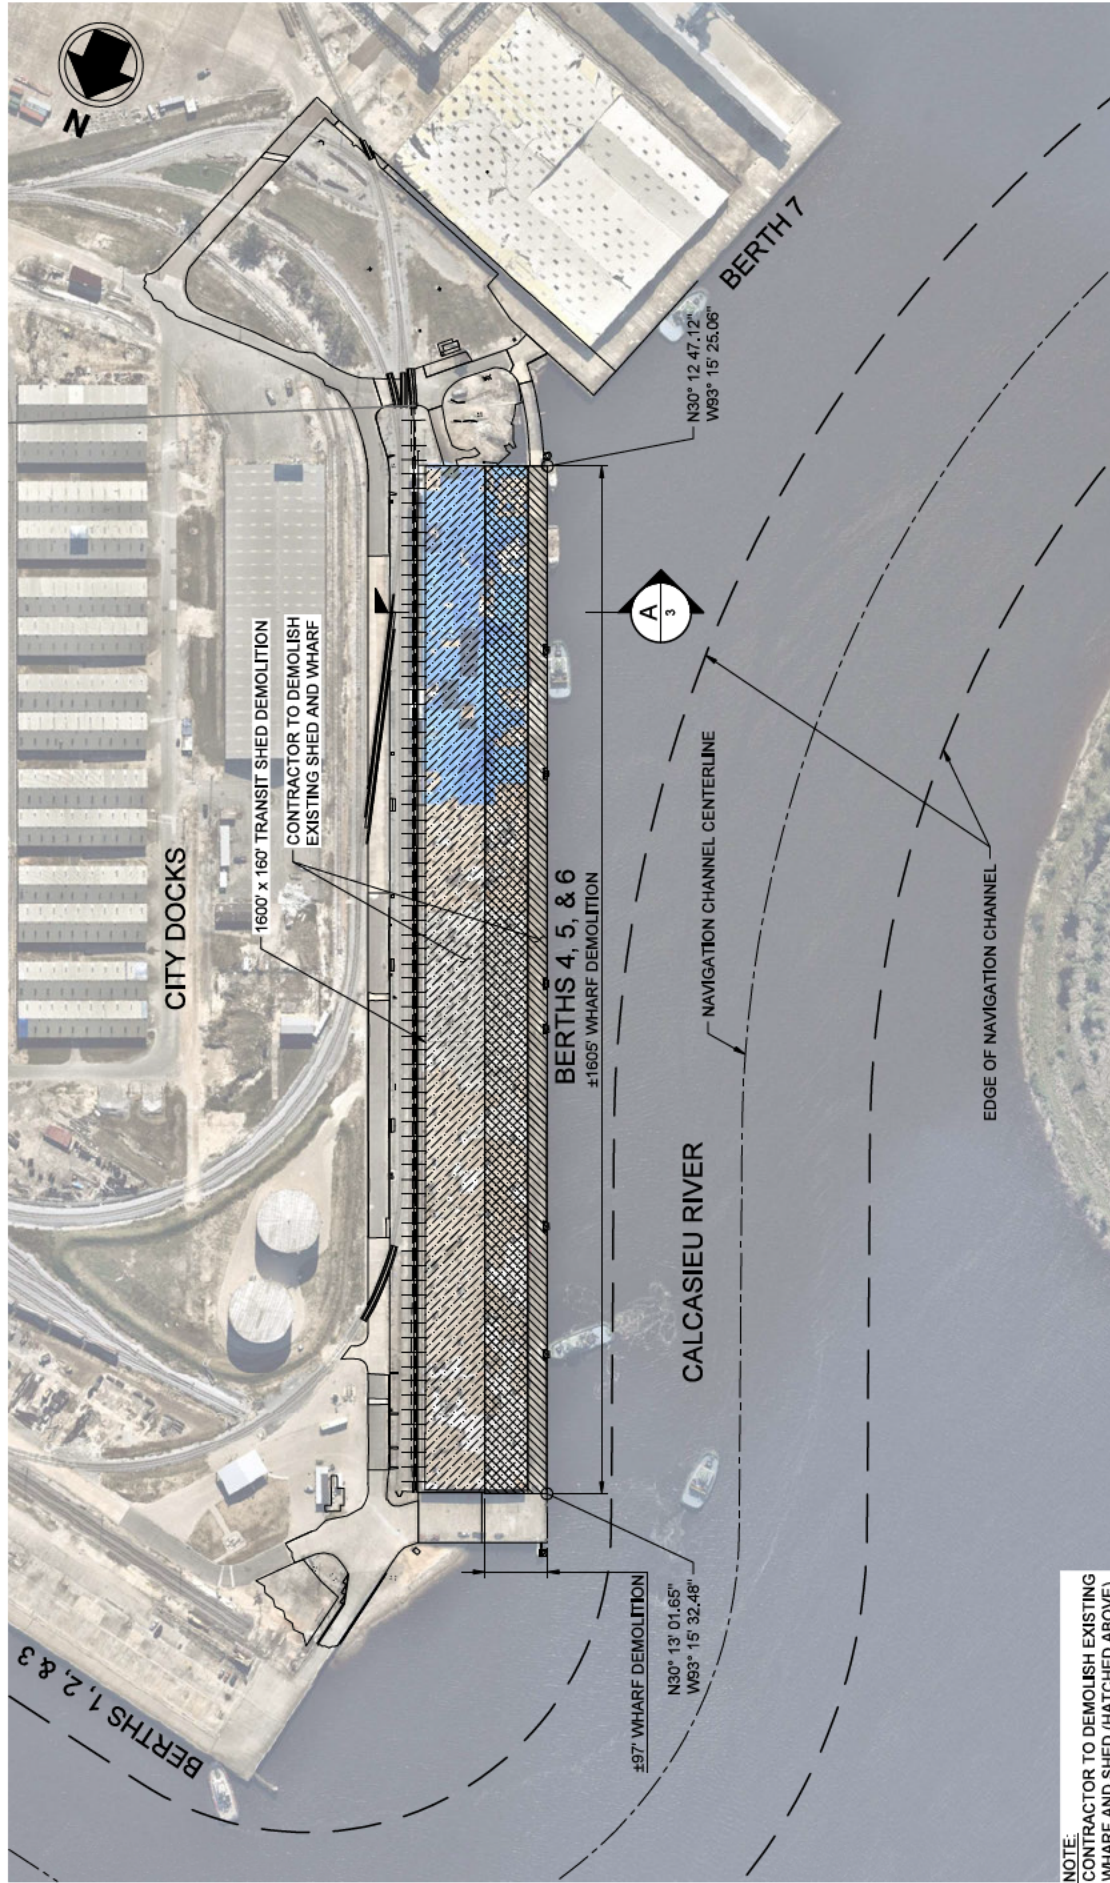 N
CITY DOCKS
1600' x 160' TRANSIT SHED DEMOLITION
CONTRACTOR TO DEMOLISH
EXISTING SHED AND WHARF
BERTH 7
N30° 12 47.12"
W93° 15' 25.06"
A
3
BERTHS 4, 5, & 6
±1605' WHARF DEMOLITION
NAVIGATION CHANNEL CENTERLINE
CALCASIEU RIVER
EDGE OF NAVIGATION CHANNEL
BERTHS 1, 2, & 3
±97' WHARF DEMOLITION
N30° 13' 01.65"
W93° 15' 32.48"
NOTE:
CONTRACTOR TO DEMOLISH EXISTING
WHARF AND SHED (HATCHED ABOVE)